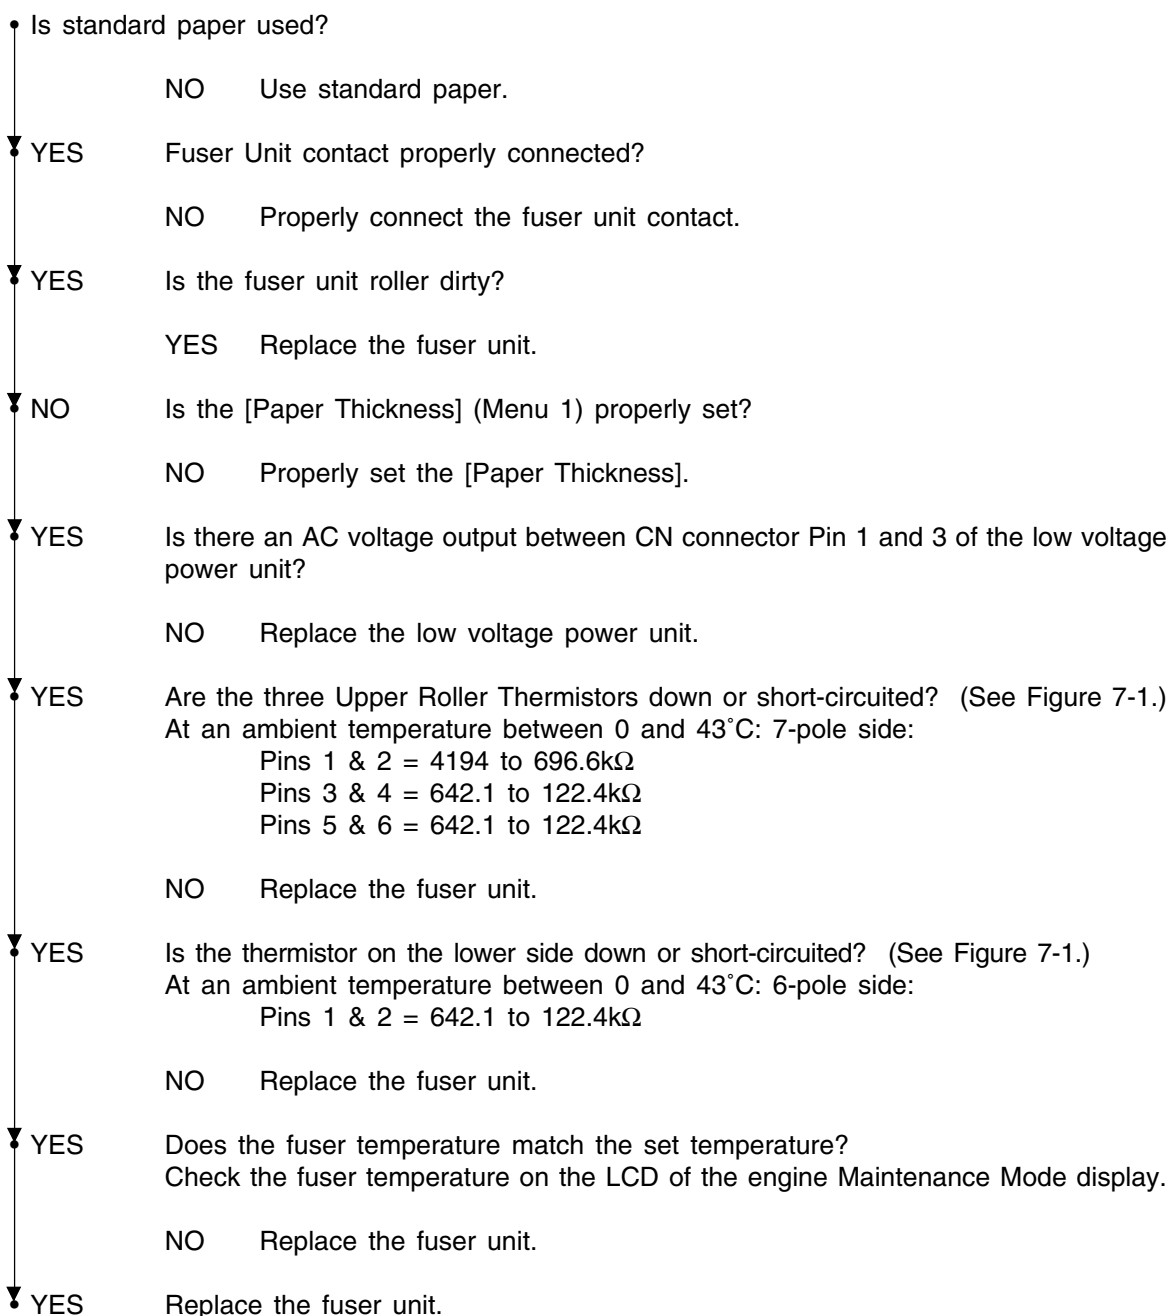 Is standard paper used?
NO Use standard paper.
YES Fuser Unit contact properly connected?
NO Properly connect the fuser unit contact.
YES Is the fuser unit roller dirty?
YES Replace the fuser unit.
NO Is the [Paper Thickness] (Menu 1) properly set?
NO Properly set the [Paper Thickness].
YES Is there an AC voltage output between CN connector Pin 1 and 3 of the low voltage
power unit?
NO Replace the low voltage power unit.
YES Are the three Upper Roller Thermistors down or short-circuited? (See Figure 7-1.)
At an ambient temperature between 0 and 43˚C: 7-pole side:
Pins 1 & 2 = 4194 to 696.6kΩ
Pins 3 & 4 = 642.1 to 122.4kΩ
Pins 5 & 6 = 642.1 to 122.4kΩ
NO Replace the fuser unit.
YES Is the thermistor on the lower side down or short-circuited? (See Figure 7-1.)
At an ambient temperature between 0 and 43˚C: 6-pole side:
Pins 1 & 2 = 642.1 to 122.4kΩ
NO Replace the fuser unit.
YES Does the fuser temperature match the set temperature?
Check the fuser temperature on the LCD of the engine Maintenance Mode display.
NO Replace the fuser unit.
YES Replace the fuser unit.